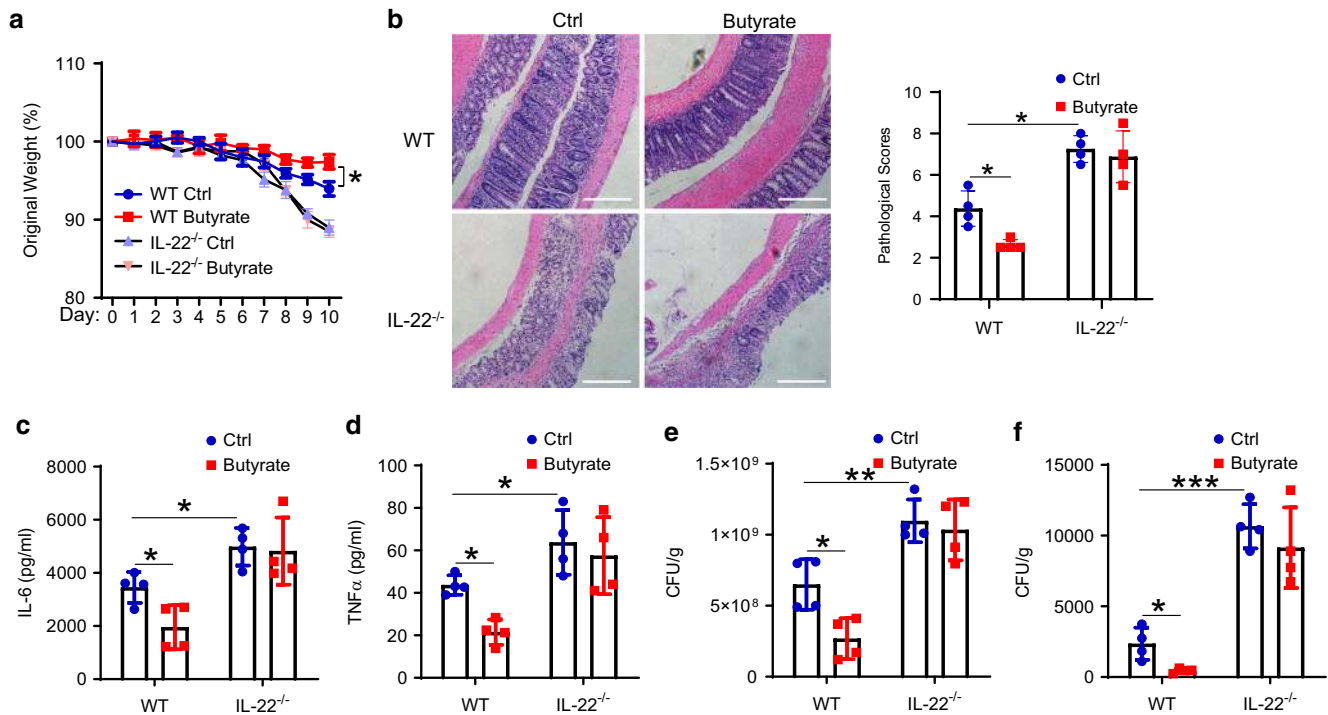 a
110
100
90
80
Original Weight (%)
WT Ctrl
WT Butyrate
IL-22⁻/⁻ Ctrl
IL-22⁻/⁻ Butyrate
*
Day: 0 1 2 3 4 5 6 7 8 9 10
b
Ctrl Butyrate
WT
IL-22⁻/⁻
Ctrl
Butyrate
Pathological Scores
10
8
6
4
2
0
*
*
WT IL-22⁻/⁻
c
Ctrl
Butyrate
IL-6 (pg/ml)
8000
6000
4000
2000
0
*
*
WT IL-22⁻/⁻
d
Ctrl
Butyrate
TNFα (pg/ml)
100
80
60
40
20
0
*
*
WT IL-22⁻/⁻
e
Ctrl
Butyrate
CFU/g
1.5×10⁹
1×10⁹
5×10⁸
0
**
*
WT IL-22⁻/⁻
f
Ctrl
Butyrate
CFU/g
15000
10000
5000
0
***
*
WT IL-22⁻/⁻